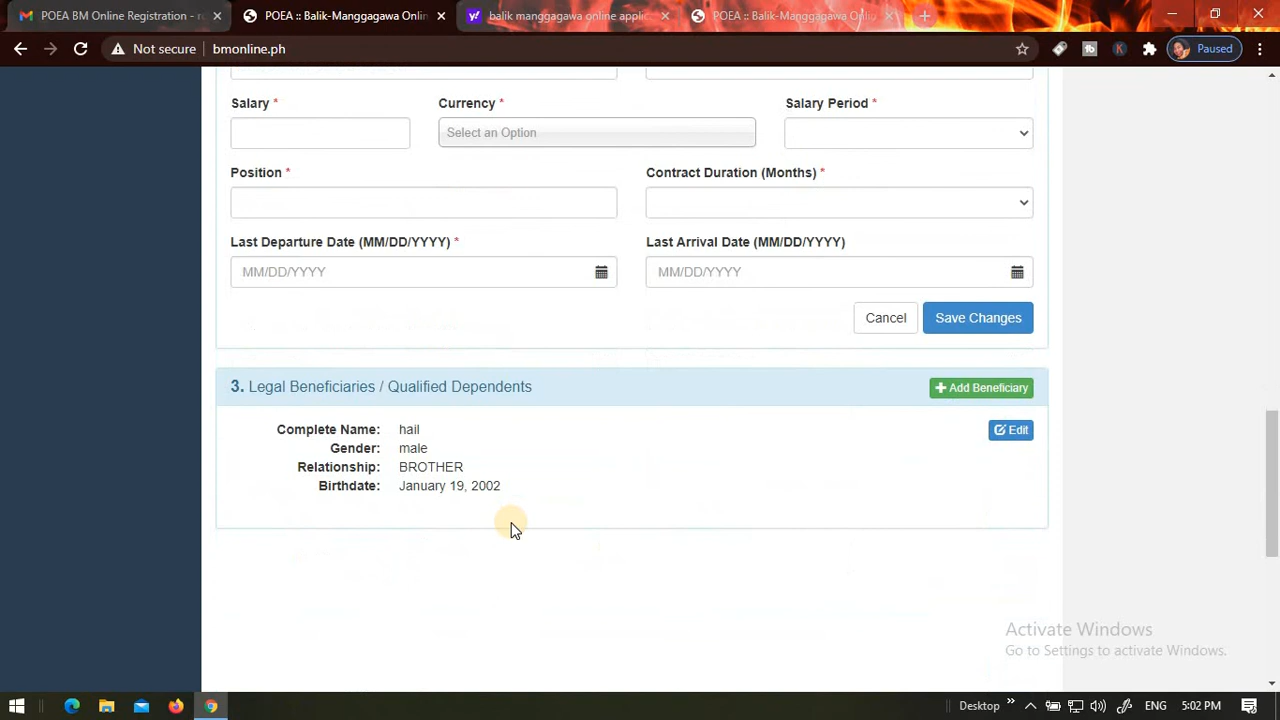 POEA BM Online Registration - r
POEA :: Balik-Manggagawa Onlin
balik manggagawa online applic
POEA :: Balik-Manggagawa Onlin
Not secure
bmonline.ph
Paused
Salary *
Currency *
Salary Period *
Select an Option
Position *
Contract Duration (Months) *
Last Departure Date (MM/DD/YYYY) *
Last Arrival Date (MM/DD/YYYY)
MM/DD/YYYY
MM/DD/YYYY
Cancel
Save Changes
3. Legal Beneficiaries / Qualified Dependents
Add Beneficiary
Complete Name: hail
Edit
Gender: male
Relationship: BROTHER
Birthdate: January 19, 2002
Activate Windows
Go to Settings to activate Windows.
Desktop
ENG
5:02 PM